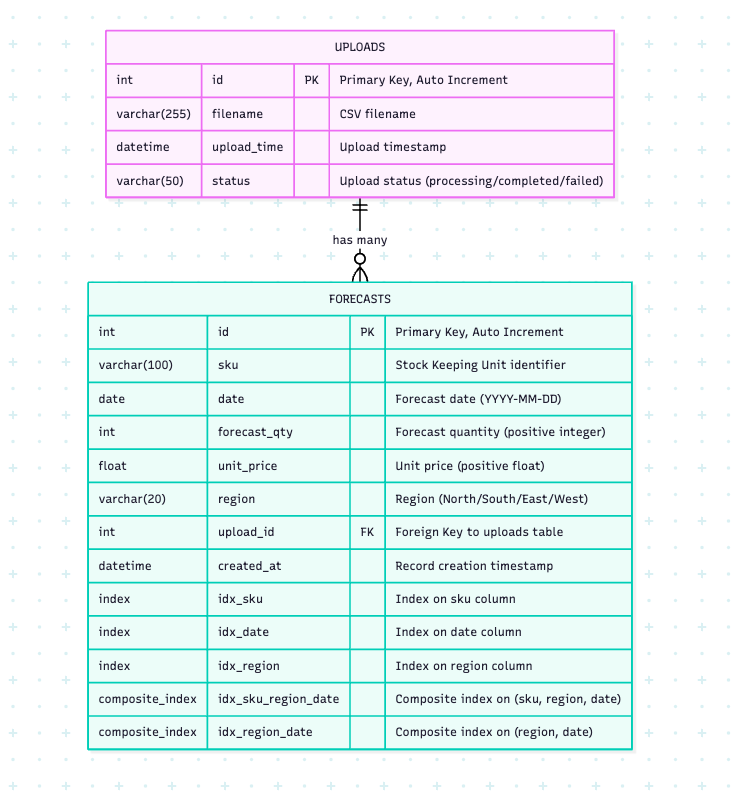 UPLOADS
int id PK Primary Key, Auto Increment
varchar(255) filename CSV filename
datetime upload_time Upload timestamp
varchar(50) status Upload status (processing/completed/failed)
has many
FORECASTS
int id PK Primary Key, Auto Increment
varchar(100) sku Stock Keeping Unit identifier
date date Forecast date (YYYY-MM-DD)
int forecast_qty Forecast quantity (positive integer)
float unit_price Unit price (positive float)
varchar(20) region Region (North/South/East/West)
int upload_id FK Foreign Key to uploads table
datetime created_at Record creation timestamp
index idx_sku Index on sku column
index idx_date Index on date column
index idx_region Index on region column
composite_index idx_sku_region_date Composite index on (sku, region, date)
composite_index idx_region_date Composite index on (region, date)